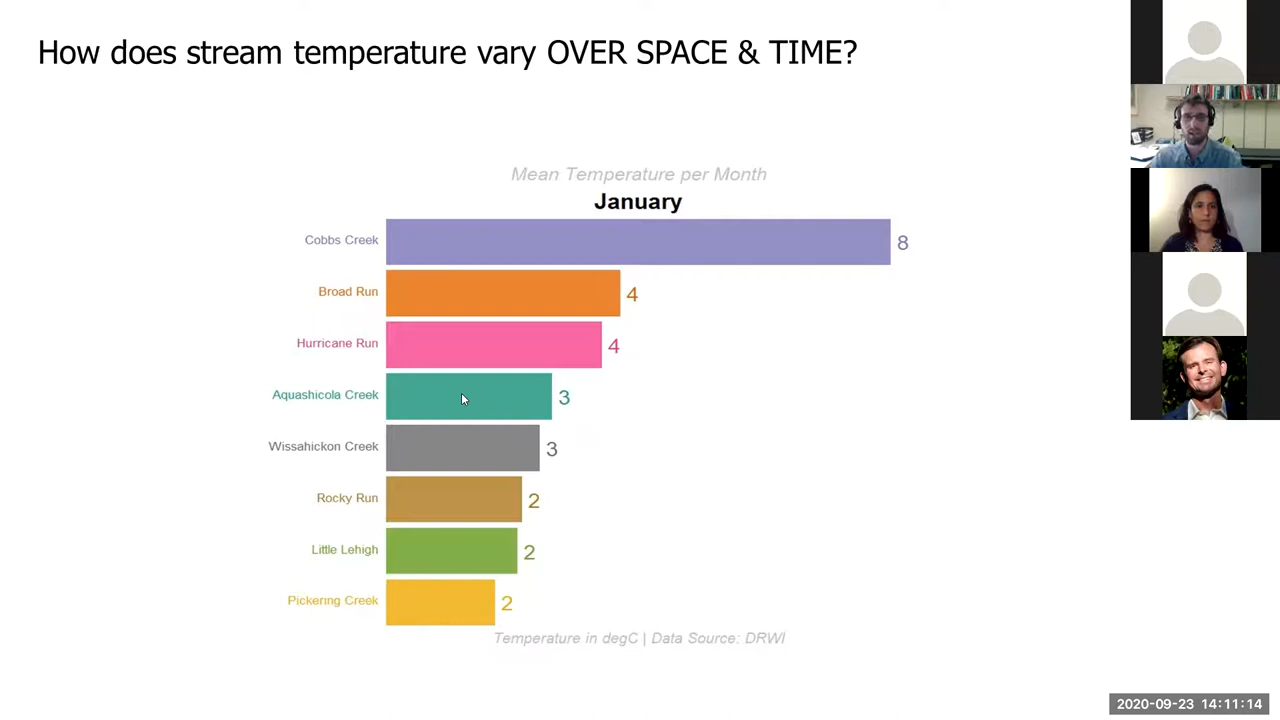 How does stream temperature vary OVER SPACE & TIME?
Mean Temperature per Month
January
Cobbs Creek 8
Broad Run 4
Hurricane Run 4
Aquashicola Creek 3
Wissahickon Creek 3
Rocky Run 2
Little Lehigh 2
Pickering Creek 2
Temperature in degC | Data Source: DRWI
2020-09-23 14:11:14